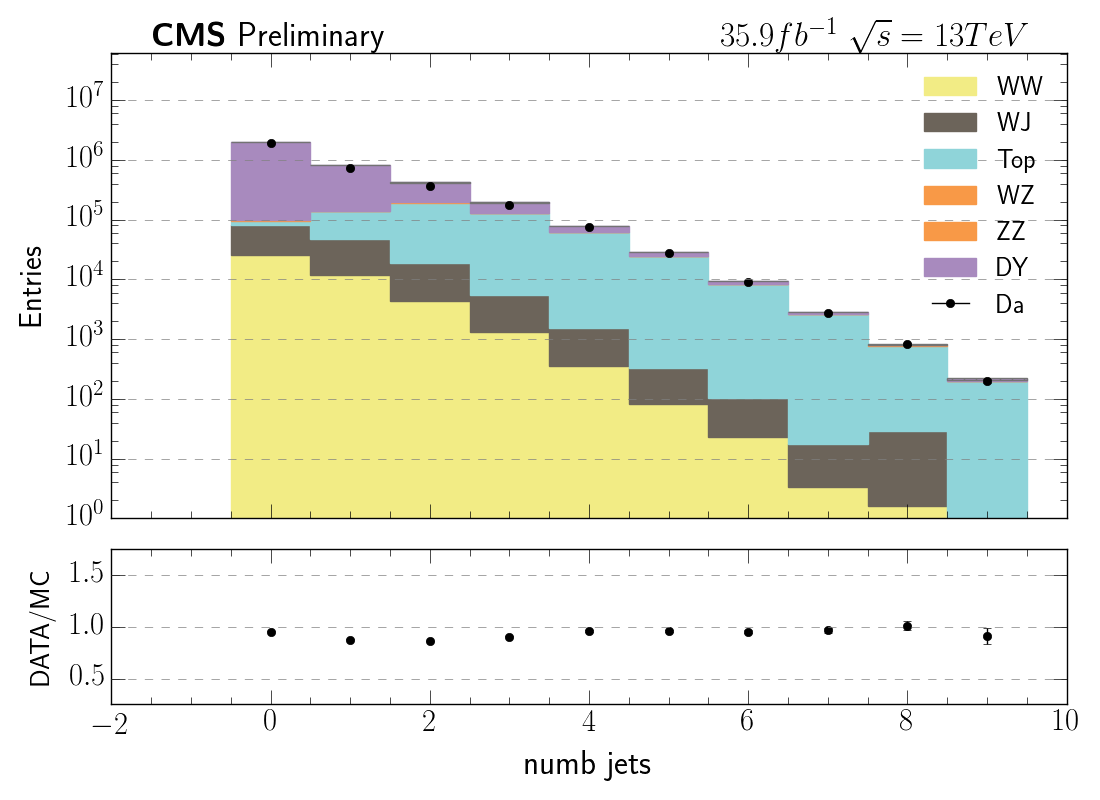 CMS Preliminary 35.9fb⁻¹ √s = 13TeV
WW
WJ
Top
WZ
ZZ
DY
Da
Entries
10⁷
10⁶
10⁵
10⁴
10³
10²
10¹
10⁰
DATA/MC
1.5
1.0
0.5
−2 0 2 4 6 8 10
numb jets